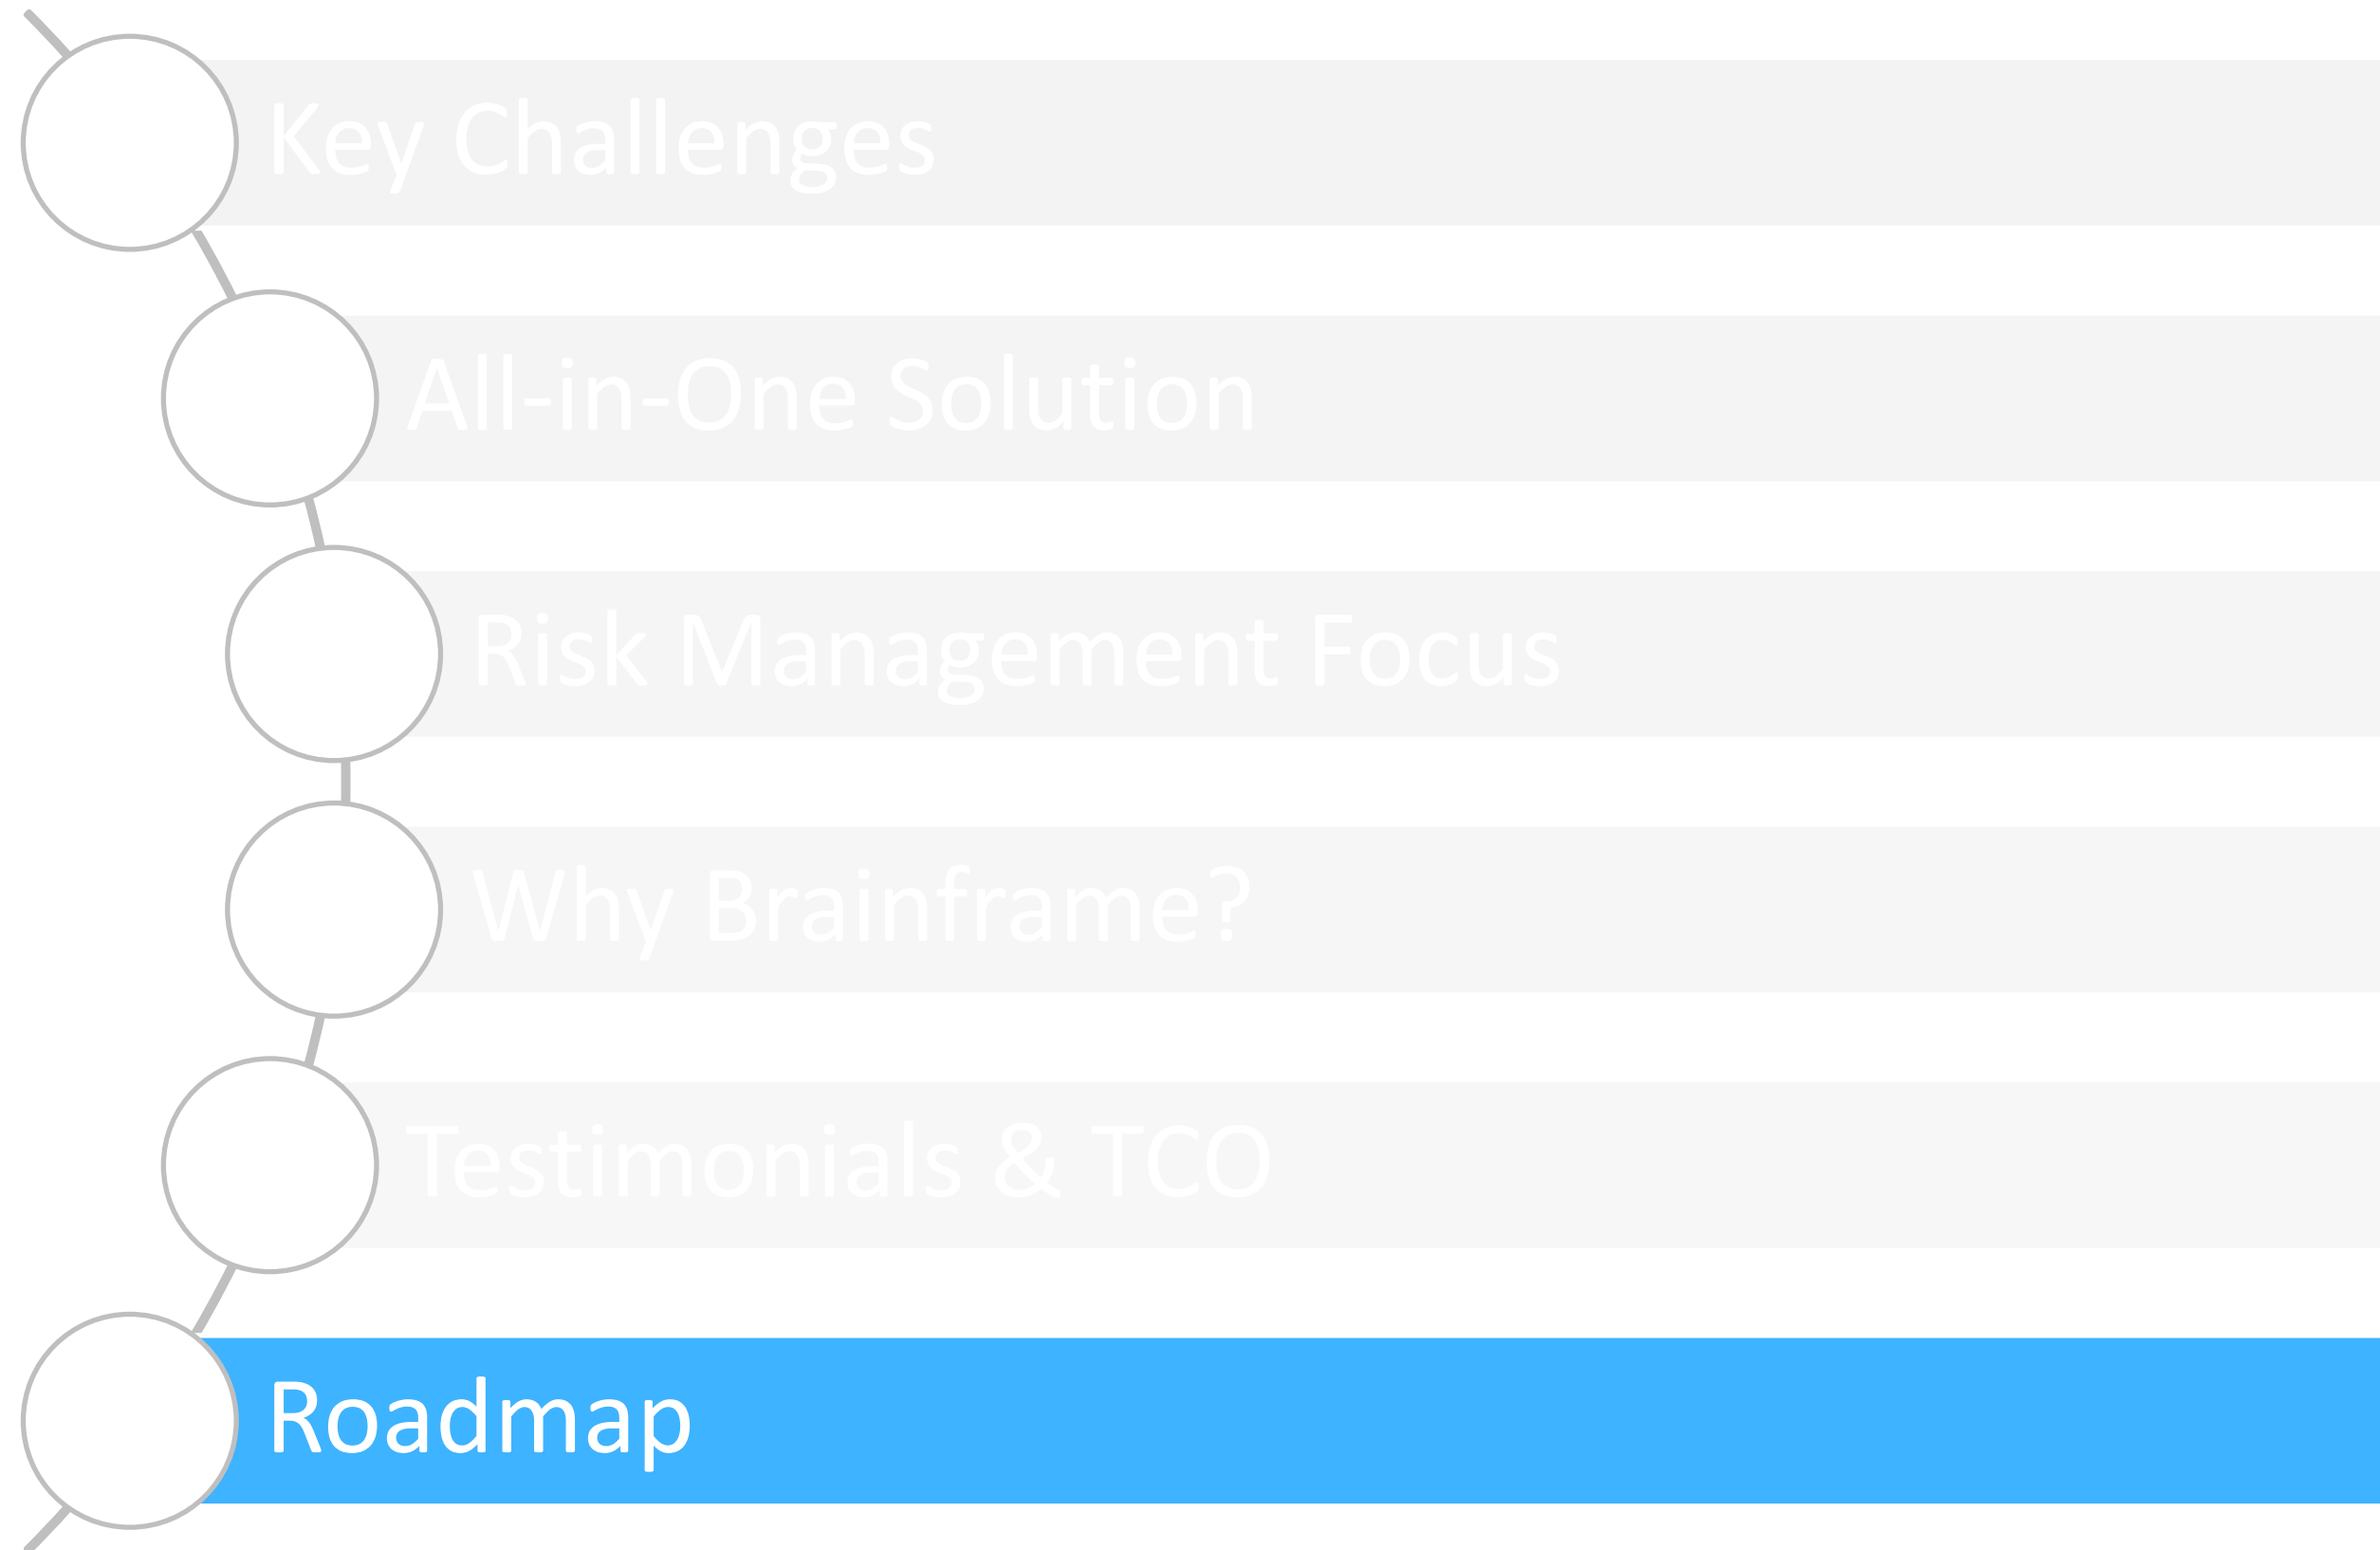 Key Challenges
All-in-One Solution
Risk Management Focus
Why Brainframe?
Testimonials & TCO
Roadmap